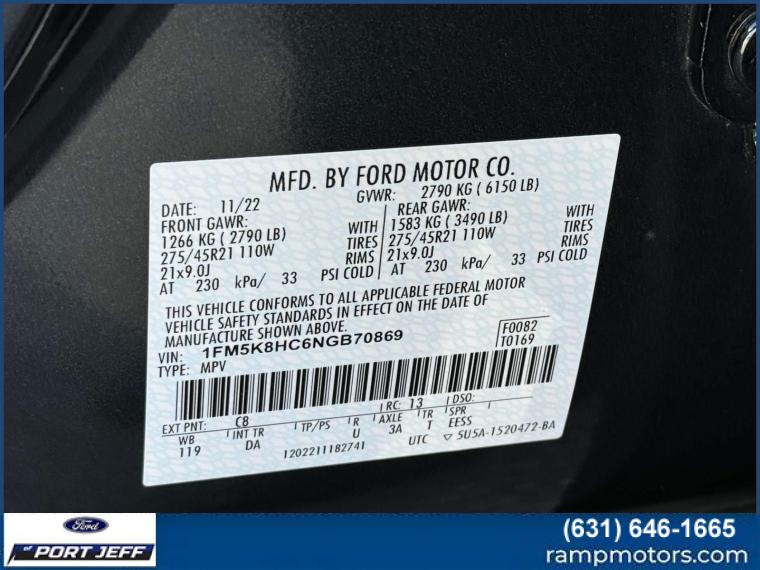 MFD. BY FORD MOTOR CO.
DATE: 11/22 GVWR: 2790 KG ( 6150 LB)
FRONT GAWR: REAR GAWR:
1266 KG ( 2790 LB) WITH 1583 KG ( 3490 LB) WITH
275/45R21 110W TIRES 275/45R21 110W TIRES
21x9.0J RIMS 21x9.0J RIMS
AT 230 kPa/ 33 PSI COLD AT 230 kPa/ 33 PSI COLD
THIS VEHICLE CONFORMS TO ALL APPLICABLE FEDERAL MOTOR
VEHICLE SAFETY STANDARDS IN EFFECT ON THE DATE OF
MANUFACTURE SHOWN ABOVE.
VIN: 1FM5K8HC6NGB70869 F0082
TYPE: MPV T0169
EXT PNT: C8 RC: 13 DSO:
WB INT TR TP/PS R AXLE TR SPR
119 DA U 3A T EESS
1202211182741 UTC 5U5A-1520472-BA
Ford
of PORT JEFF
(631) 646-1665
rampmotors.com